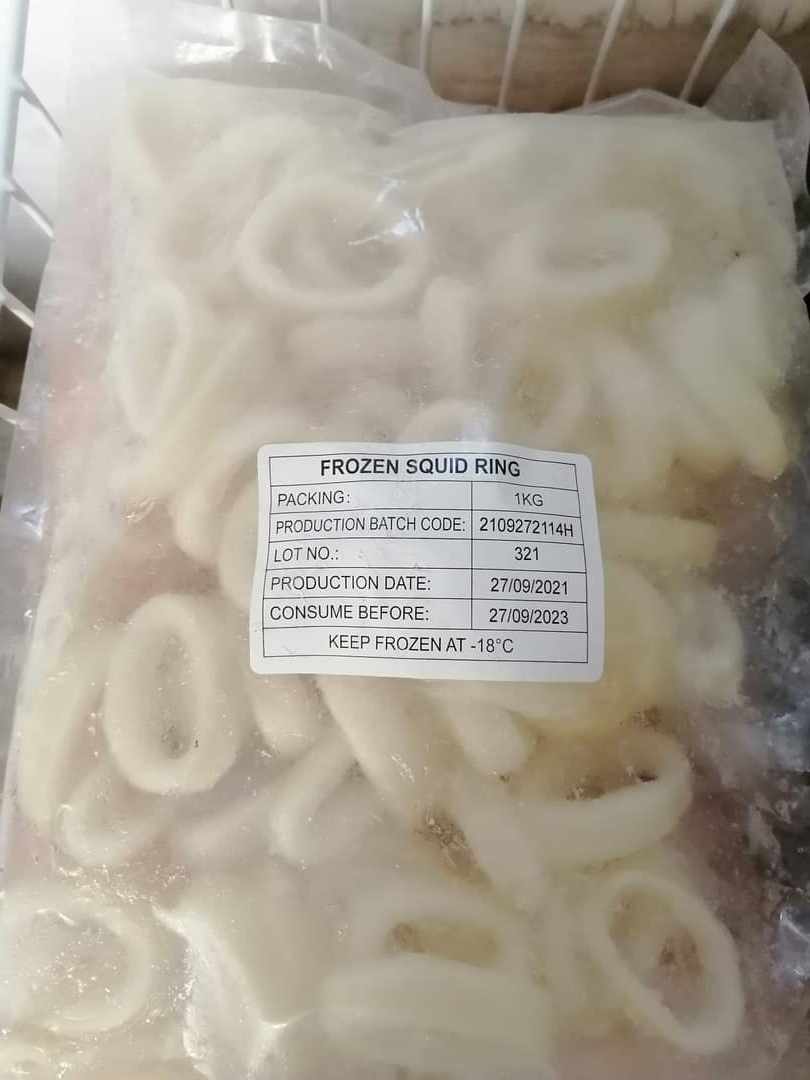 FROZEN SQUID RING
PACKING: 1KG
PRODUCTION BATCH CODE: 2109272114H
LOT NO.: 321
PRODUCTION DATE: 27/09/2021
CONSUME BEFORE: 27/09/2023
KEEP FROZEN AT -18°C